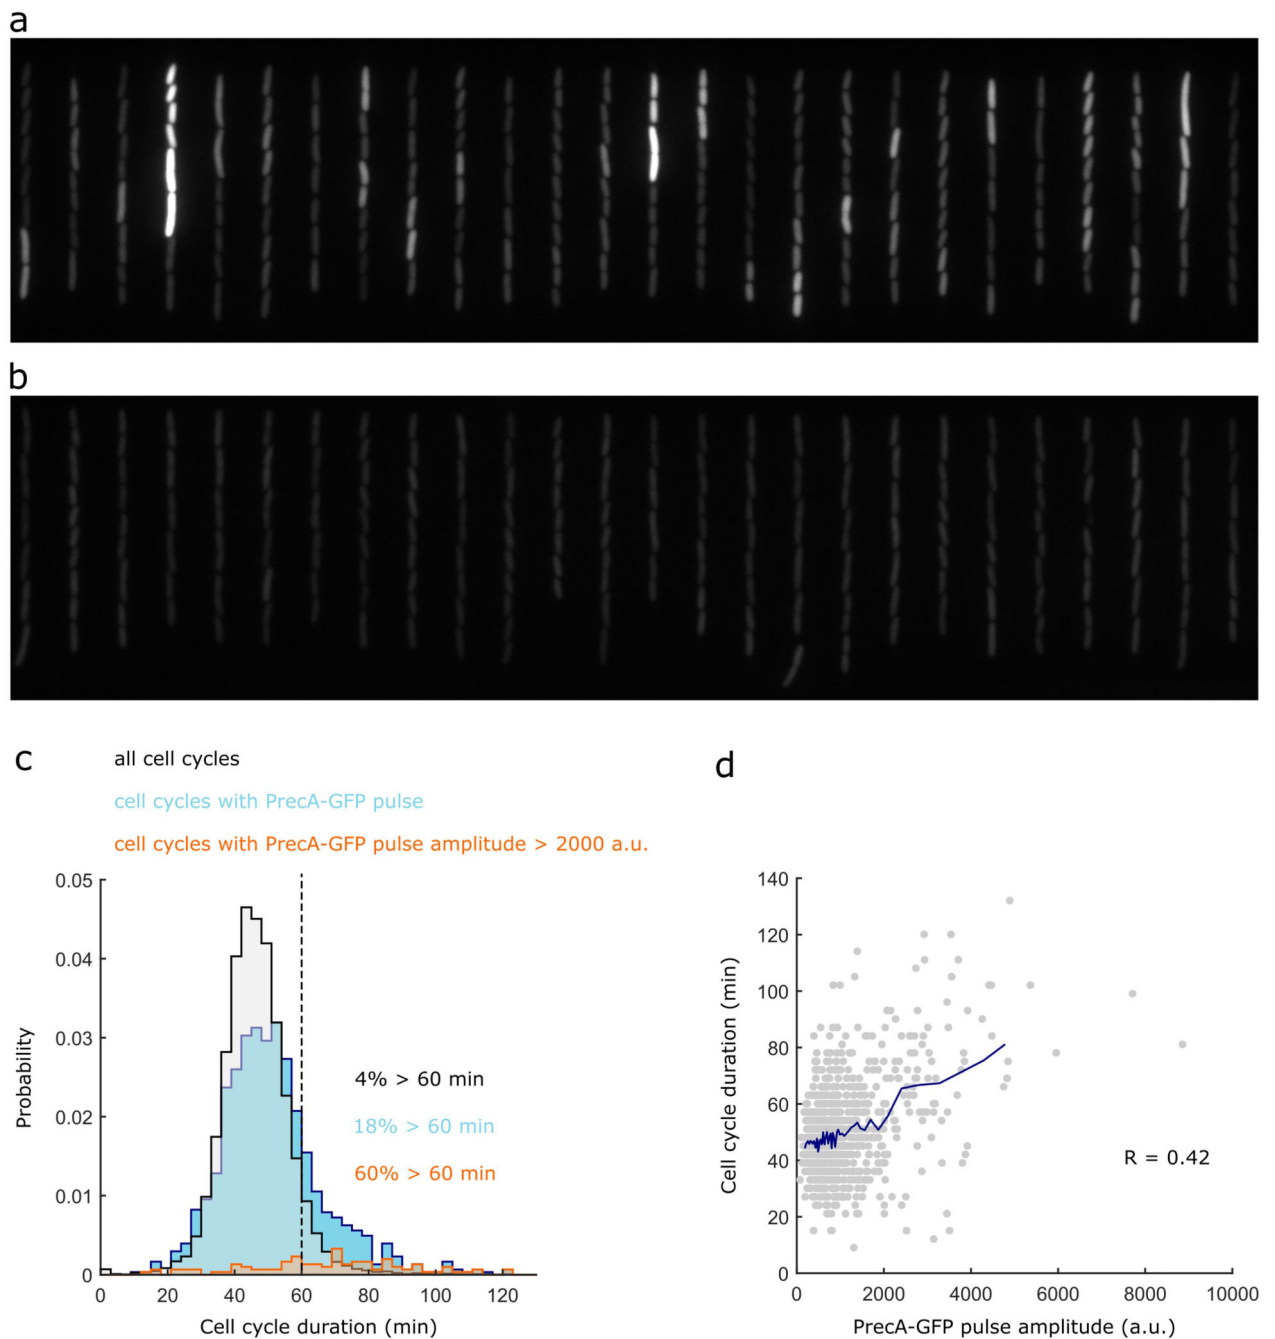 a
b
c
all cell cycles
cell cycles with PrecA-GFP pulse
cell cycles with PrecA-GFP pulse amplitude > 2000 a.u.
0.05
0.04
0.03
0.02
0.01
0
Probability
4% > 60 min
18% > 60 min
60% > 60 min
0 20 40 60 80 100 120
Cell cycle duration (min)
d
140
120
100
80
60
40
20
0
Cell cycle duration (min)
R = 0.42
0 2000 4000 6000 8000 10000
PrecA-GFP pulse amplitude (a.u.)